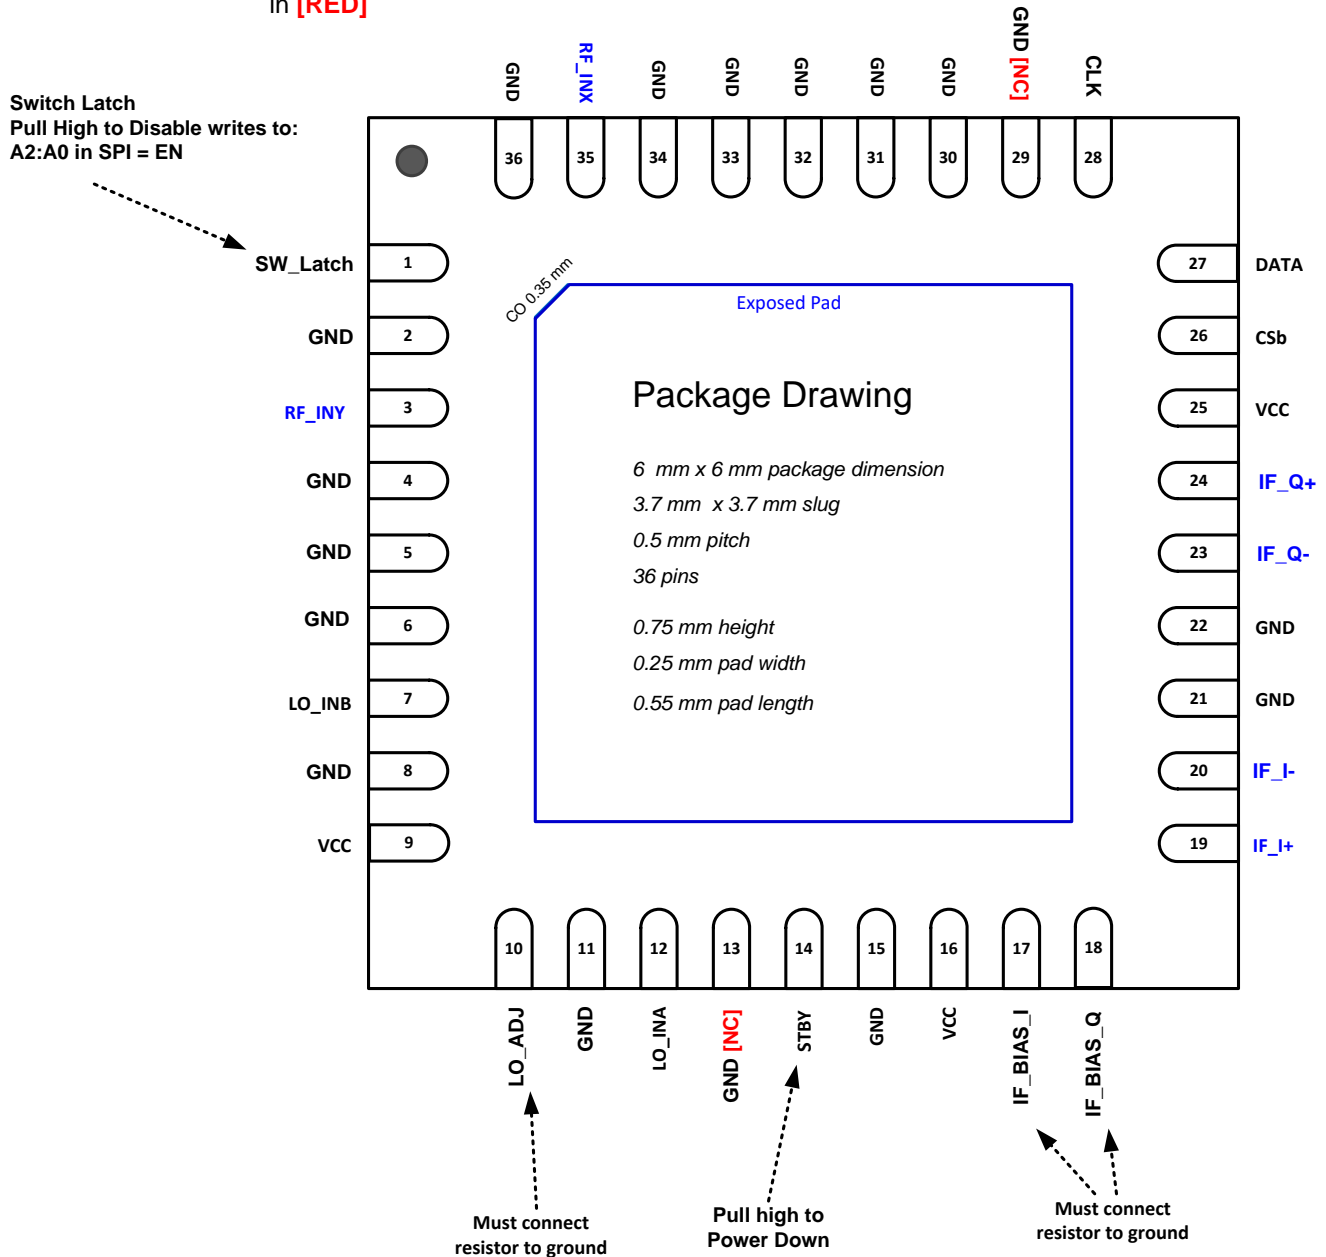 in [RED]
GND
RF_INX
GND
GND
GND
GND
GND
GND [NC]
CLK
Switch Latch
Pull High to Disable writes to:
A2:A0 in SPI = EN
36
35
34
33
32
31
30
29
28
SW_Latch 1
GND 2
RF_INY 3
GND 4
GND 5
GND 6
LO_INB 7
GND 8
VCC 9
CO 0.35 mm
Exposed Pad
Package Drawing
6 mm x 6 mm package dimension
3.7 mm x 3.7 mm slug
0.5 mm pitch
36 pins
0.75 mm height
0.25 mm pad width
0.55 mm pad length
27 DATA
26 CSb
25 VCC
24 IF_Q+
23 IF_Q-
22 GND
21 GND
20 IF_I-
19 IF_I+
10
11
12
13
14
15
16
17
18
LO_ADJ
GND
LO_INA
GND [NC]
STBY
GND
VCC
IF_BIAS_I
IF_BIAS_Q
Must connect
resistor to ground
Pull high to
Power Down
Must connect
resistor to ground